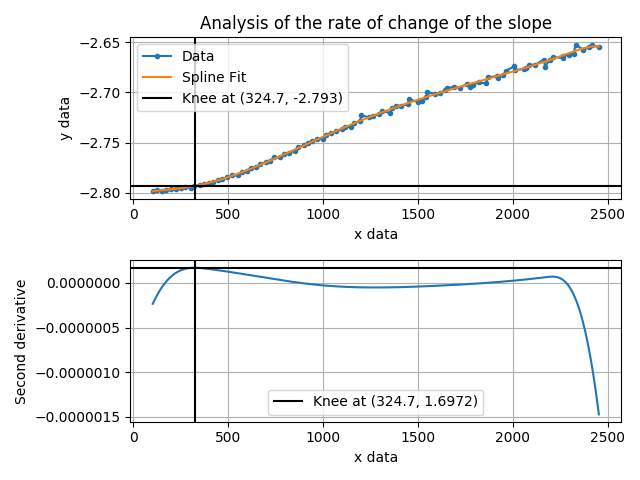 Analysis of the rate of change of the slope
Data
Spline Fit
Knee at (324.7, -2.793)
y data
−2.65
−2.70
−2.75
−2.80
0 500 1000 1500 2000 2500
x data
Second derivative
0.0000000
−0.0000005
−0.0000010
−0.0000015
Knee at (324.7, 1.6972)
0 500 1000 1500 2000 2500
x data